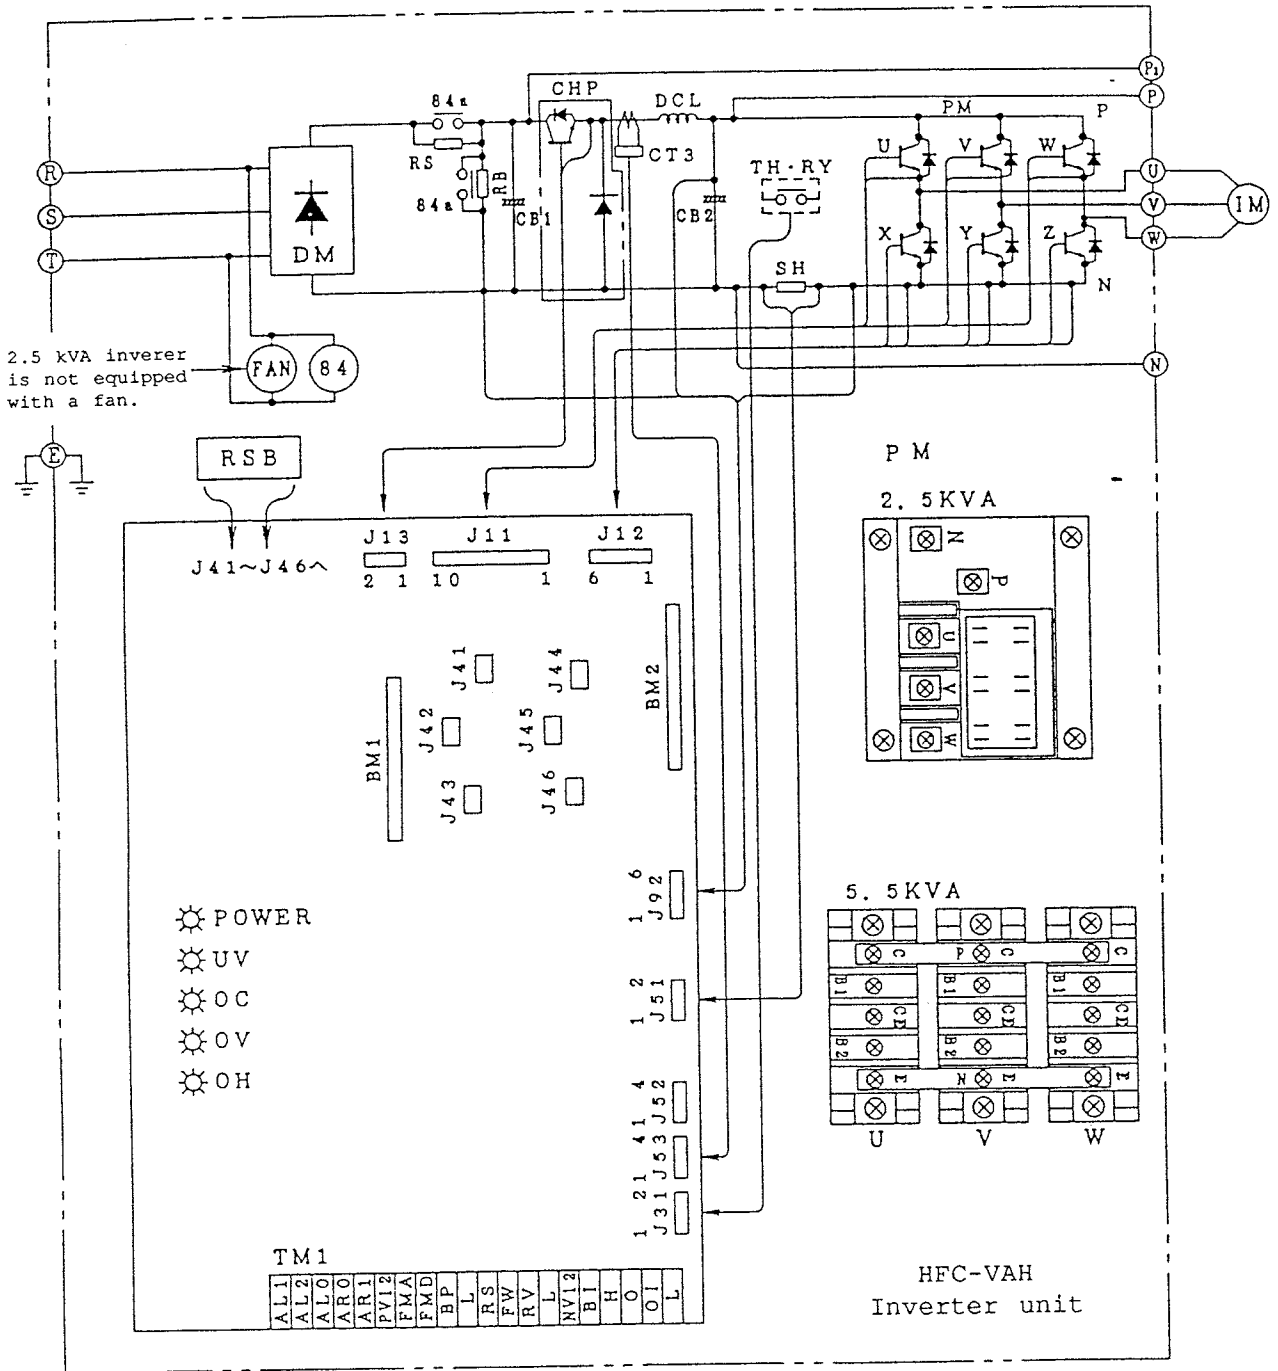 P1
CHP
P
84a
DCL
PM
P
U
V
W
RS
CT3
R
RB
TH·RY
U
84a
CB1
CB2
S
V
IM
X
Y
Z
W
DM
T
SH
N
2.5 kVA inverer
is not equipped
with a fan.
FAN
84
N
E
RSB
PM
2.5KVA
J13
J11
J12
J41～J46へ
2 1
10 1
6 1
N
P
J41
J44
U
BM2
J42
J45
V
BM1
W
J43
J46
1 6
J92
5.5KVA
POWER
C
P
C
C
UV
B1
B1
B1
1 2
J51
OC
CE
CE
CE
OV
B2
B2
B2
OH
E
N
E
E
1 4
J52
U
V
W
1 4
J53
1 2
J31
TM1
AL1
AL2
AL0
AR0
AR1
PV12
FMA
FMD
BP
L
RS
FW
RV
L
NV12
BI
H
O
OI
L
HFC-VAH
Inverter unit